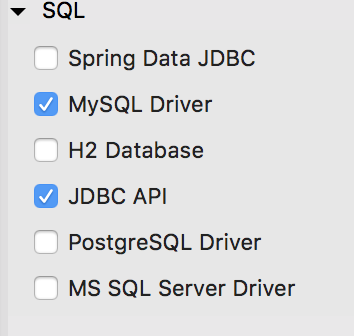 SQL
Spring Data JDBC
MySQL Driver
H2 Database
JDBC API
PostgreSQL Driver
MS SQL Server Driver